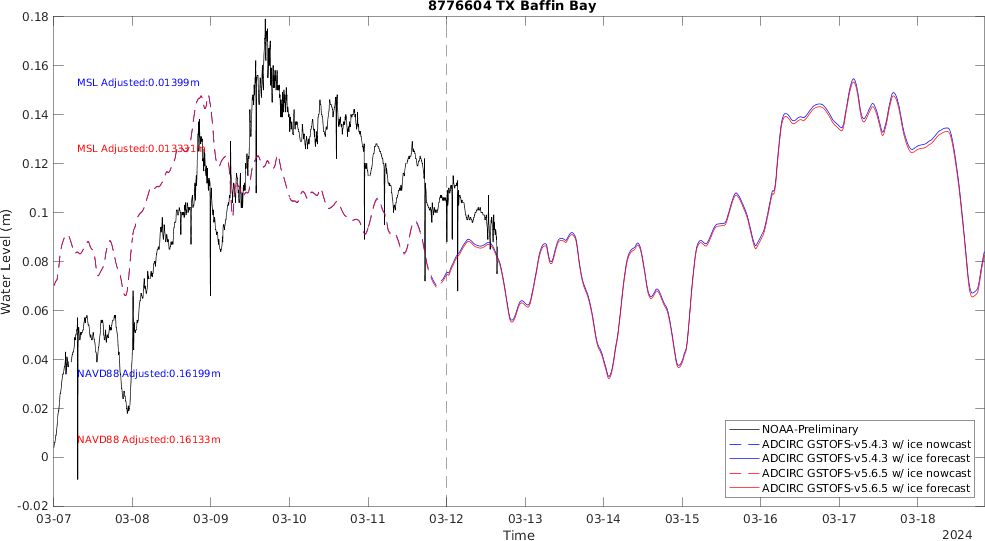 8776604 TX Baffin Bay
0.18
0.16
0.14
0.12
0.1
0.08
0.06
0.04
0.02
0
-0.02
Water Level (m)
MSL Adjusted:0.01399m
MSL Adjusted:0.013331m
NAVD88 Adjusted:0.16199m
NAVD88 Adjusted:0.16133m
NOAA-Preliminary
ADCIRC GSTOFS-v5.4.3 w/ ice nowcast
ADCIRC GSTOFS-v5.4.3 w/ ice forecast
ADCIRC GSTOFS-v5.6.5 w/ ice nowcast
ADCIRC GSTOFS-v5.6.5 w/ ice forecast
03-07 03-08 03-09 03-10 03-11 03-12 03-13 03-14 03-15 03-16 03-17 03-18
Time
2024